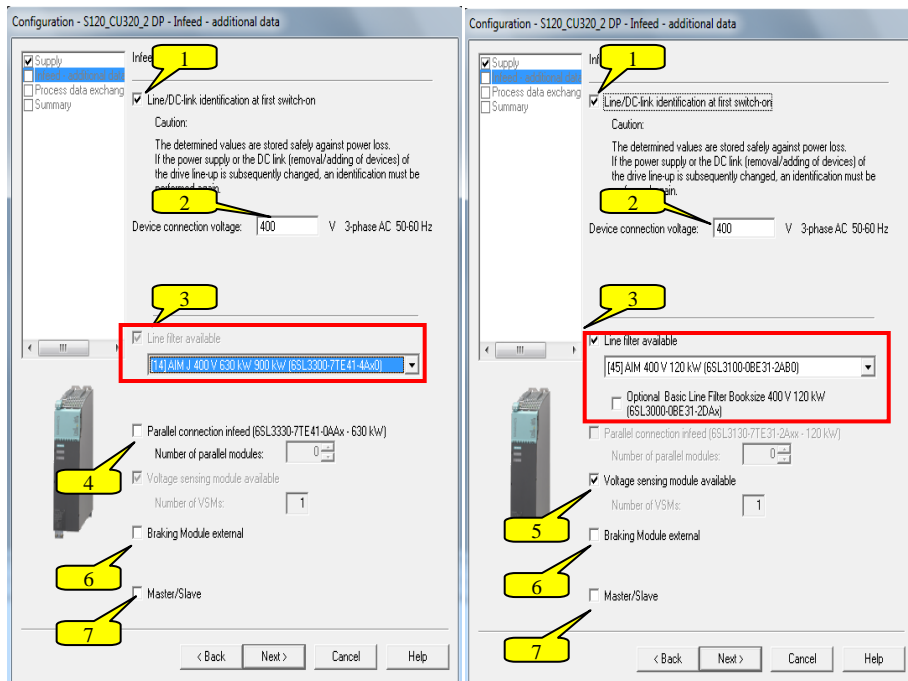 Configuration - S120_CU320_2 DP - Infeed - additional data
Supply
Process data exchang
Summary
Infee
1
Line/DC-link identification at first switch-on
Caution:
The determined values are stored safely against power loss.
If the power supply or the DC link (removal/adding of devices) of
the drive line-up is subsequently changed, an identification must be
again.
2
Device connection voltage: 400 V 3-phase AC 50-60 Hz
3
Line filter available
[14] AIM J 400 V 630 kW 900 kW (6SL3300-7TE41-4Ax0)
Parallel connection infeed (6SL3330-7TE41-0AAx - 630 kW)
Number of parallel modules: 0
4
Voltage sensing module available
Number of VSMs: 1
Braking Module external
6
Master/Slave
7
< Back Next > Cancel Help
Configuration - S120_CU320_2 DP - Infeed - additional data
Supply
Process data exchang
Summary
Inf
1
Line/DC-link identification at first switch-on
Caution:
The determined values are stored safely against power loss.
If the power supply or the DC link (removal/adding of devices) of
the drive line-up is subsequently changed, an identification must be
ain.
2
Device connection voltage: 400 V 3-phase AC 50-60 Hz
3
Line filter available
[45] AIM 400 V 120 kW (6SL3100-0BE31-2AB0)
Optional Basic Line Filter Booksize 400 V 120 kW
(6SL3000-0BE31-2DAx)
Parallel connection infeed (6SL3130-7TE31-2Axx - 120 kW)
Number of parallel modules: 0
Voltage sensing module available
Number of VSMs: 1
5
Braking Module external
6
Master/Slave
7
< Back Next > Cancel Help